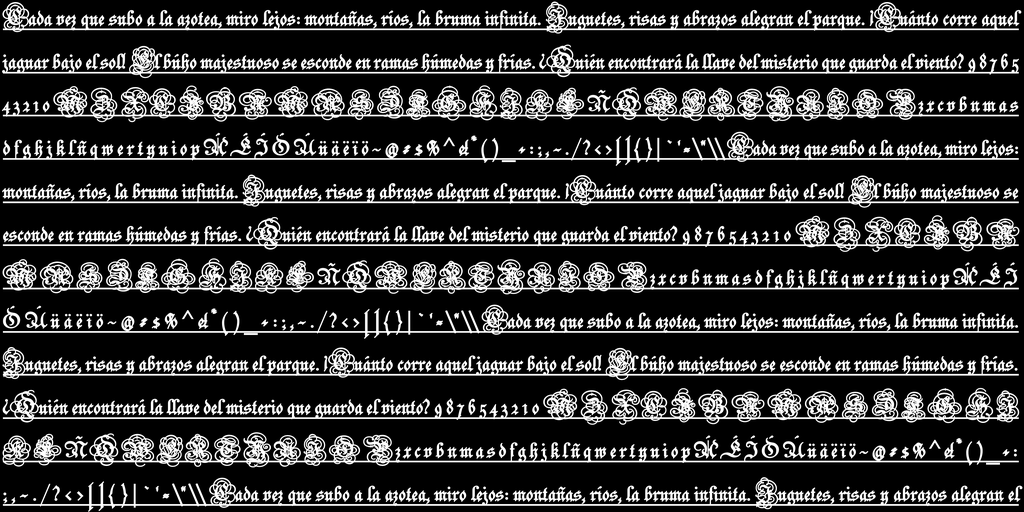 Cada vez que subo a la azotea, miro lejos: montañas, ríos, la bruma infinita. Juguetes, risas y abrazos alegran el parque. ¡Cuánto corre aquel
jaguar bajo el sol! El búho majestuoso se esconde en ramas húmedas y frías. ¿Quién encontrará la llave del misterio que guarda el viento? 9 8 7 6 5
4 3 2 1 0 Z X C V B N M A S D F G H J K L Ñ Q W E R T Y U I O P z x c v b n m a s
d f g h j k l ñ q w e r t y u i o p Á É Í Ó Ú ü ä ë ï ö ~ @ # $ % ^ & * ( ) _ + : ; , ~ . / ? < > [ ] { } | ` ' = \ " \\ Cada vez que subo a la azotea, miro lejos:
montañas, ríos, la bruma infinita. Juguetes, risas y abrazos alegran el parque. ¡Cuánto corre aquel jaguar bajo el sol! El búho majestuoso se
esconde en ramas húmedas y frías. ¿Quién encontrará la llave del misterio que guarda el viento? 9 8 7 6 5 4 3 2 1 0 Z X C V B N
M A S D F G H J K L Ñ Q W E R T Y U I O P z x c v b n m a s d f g h j k l ñ q w e r t y u i o p Á É Í
Ó Ú ü ä ë ï ö ~ @ # $ % ^ & * ( ) _ + : ; , ~ . / ? < > [ ] { } | ` ' = \ " \\ Cada vez que subo a la azotea, miro lejos: montañas, ríos, la bruma infinita.
Juguetes, risas y abrazos alegran el parque. ¡Cuánto corre aquel jaguar bajo el sol! El búho majestuoso se esconde en ramas húmedas y frías.
¿Quién encontrará la llave del misterio que guarda el viento? 9 8 7 6 5 4 3 2 1 0 Z X C V B N M A S D F G H J
K L Ñ Q W E R T Y U I O P z x c v b n m a s d f g h j k l ñ q w e r t y u i o p Á É Í Ó Ú ü ä ë ï ö ~ @ # $ % ^ & * ( ) _ + :
; , ~ . / ? < > [ ] { } | ` ' = \ " \\ Cada vez que subo a la azotea, miro lejos: montañas, ríos, la bruma infinita. Juguetes, risas y abrazos alegran el